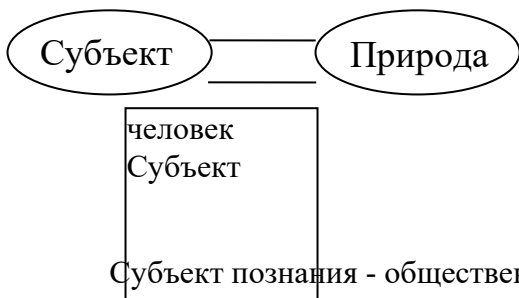 Субъект Природа
человек
Субъект
Субъект познания - обществен